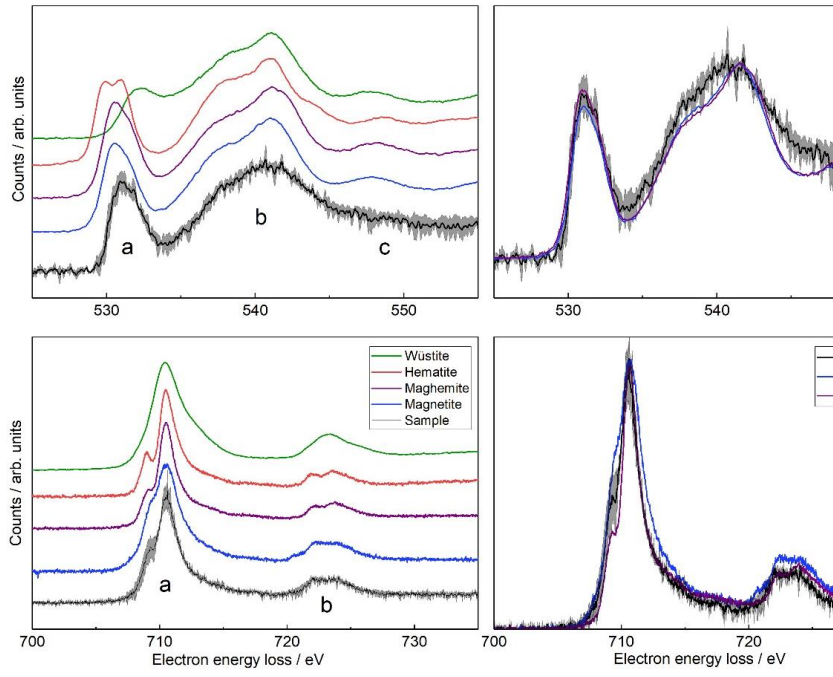 Counts / arb. units
a
b
c
530
540
550
530
540
Counts / arb. units
Wüstite
Hematite
Maghemite
Magnetite
Sample
a
b
700
710
720
730
700
710
720
Electron energy loss / eV
Electron energy loss / eV